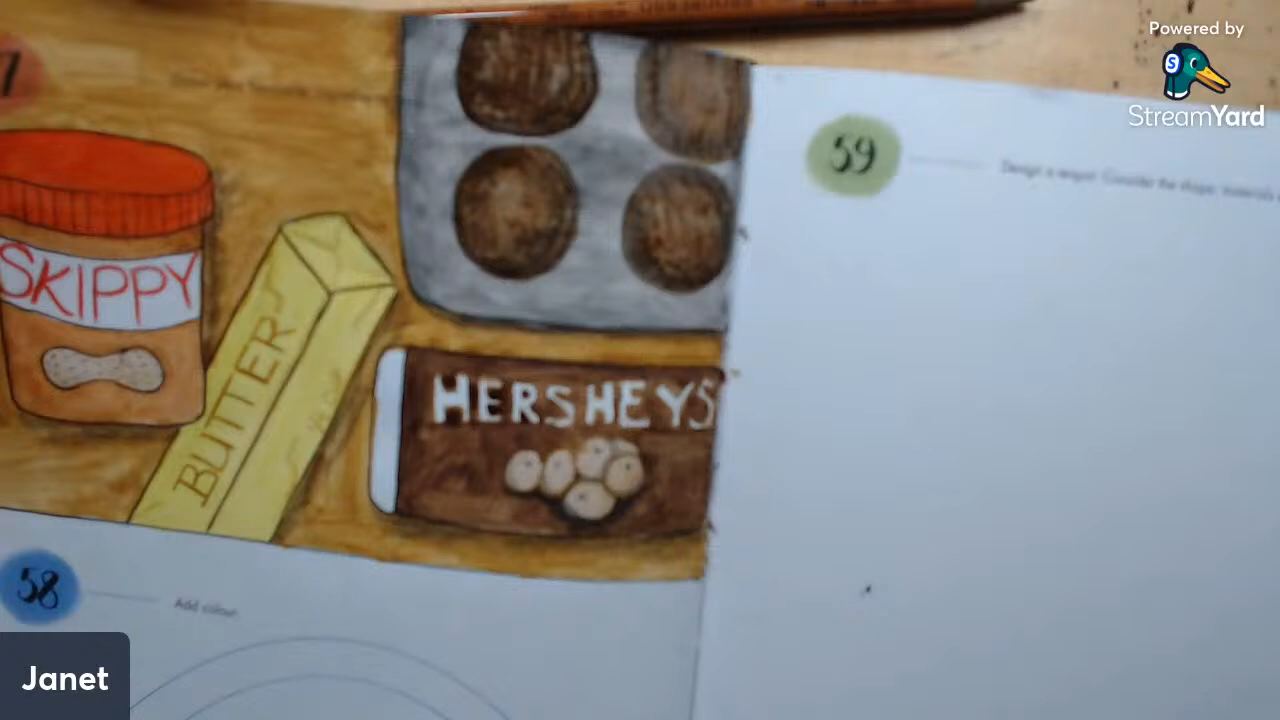 Powered by
StreamYard
7
59
SKIPPY
BUTTER
HERSHEYS
58
Add colour.
Janet